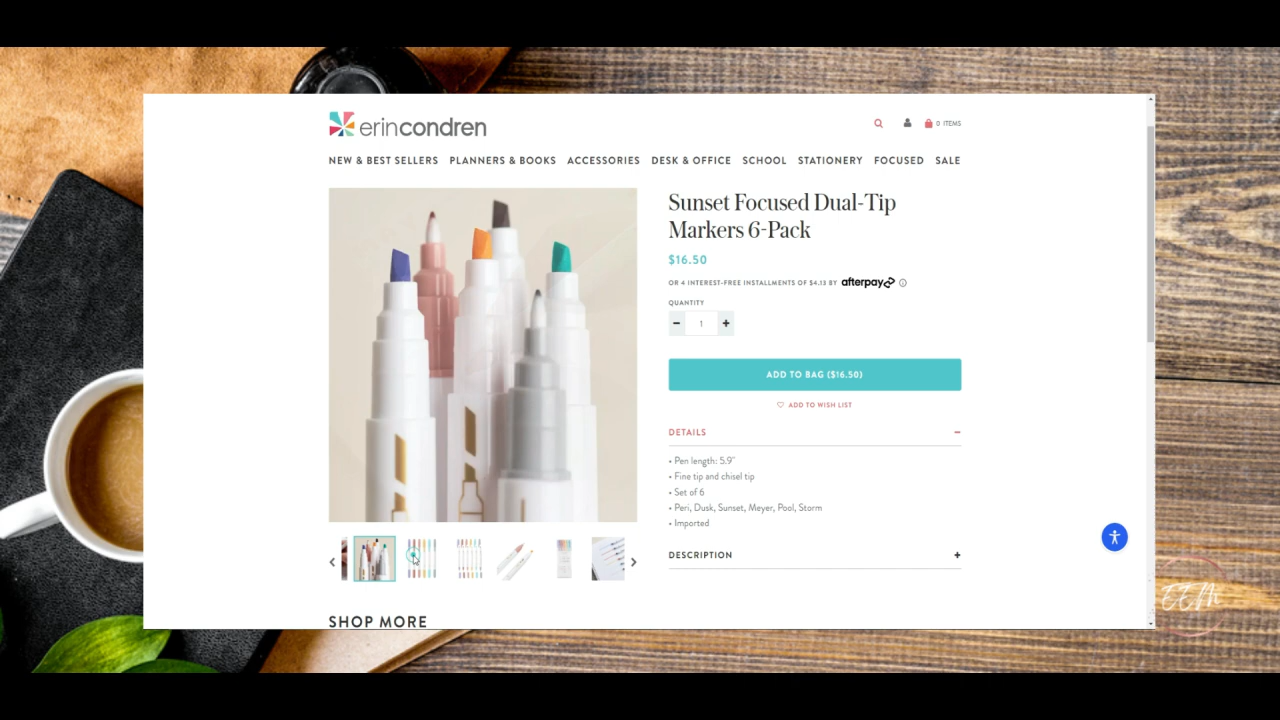 erincondren
0 ITEMS
NEW & BEST SELLERS PLANNERS & BOOKS ACCESSORIES DESK & OFFICE SCHOOL STATIONERY FOCUSED SALE
Sunset Focused Dual-Tip
Markers 6-Pack
$16.50
OR 4 INTEREST-FREE INSTALLMENTS OF $4.13 BY afterpay
QUANTITY
− 1 +
ADD TO BAG ($16.50)
ADD TO WISH LIST
DETAILS −
• Pen length: 5.9"
• Fine tip and chisel tip
• Set of 6
• Peri, Dusk, Sunset, Meyer, Pool, Storm
• Imported
DESCRIPTION +
SHOP MORE
EEM